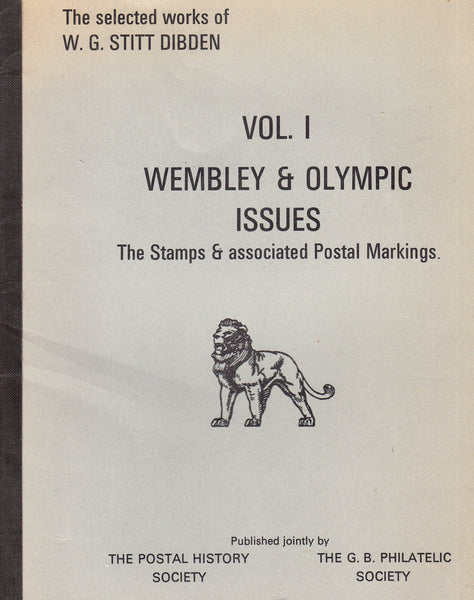 The selected works of
W. G. STITT DIBDEN
VOL. I
WEMBLEY & OLYMPIC
ISSUES
The Stamps & associated Postal Markings.
Published jointly by
THE POSTAL HISTORY
SOCIETY
THE G. B. PHILATELIC
SOCIETY